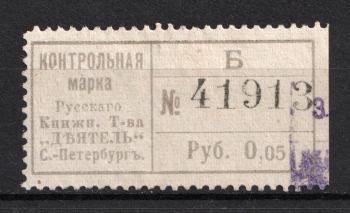 КОНТРОЛЬНАЯ
марка
Русскаго
Книжн. Т-ва
„ДѢЯТЕЛЬ“
С.-Петербургъ.
Б
№ 41913
Руб. 0,05